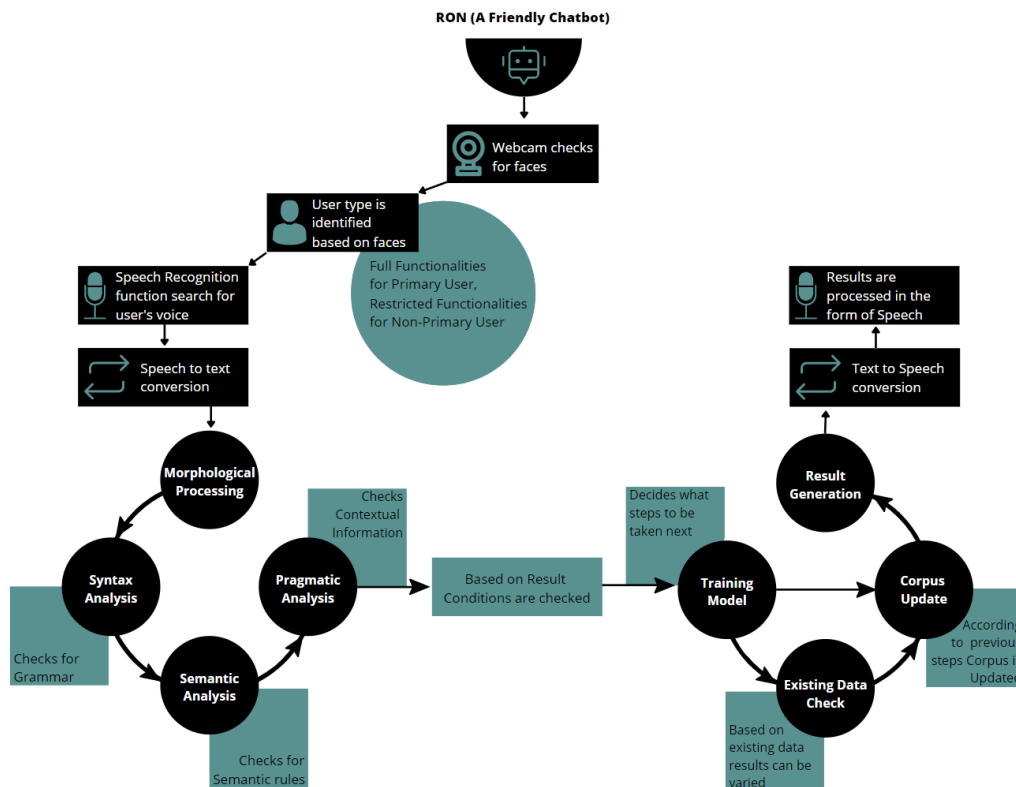 RON (A Friendly Chatbot)
Webcam checks
for faces
User type is
identified
based on faces
Full Functionalities
for Primary User,
Restricted Functionalities
for Non-Primary User
Speech Recognition
function search for
user's voice
Speech to text
conversion
Morphological
Processing
Syntax
Analysis
Checks for
Grammar
Semantic
Analysis
Checks for
Semantic rules
Pragmatic
Analysis
Checks
Contextual
Information
Based on Result
Conditions are checked
Decides what
steps to be
taken next
Training
Model
Existing Data
Check
Based on
existing data
results can be
varied
Corpus
Update
According
to previous
steps Corpus i
Updated
Result
Generation
Text to Speech
conversion
Results are
processed in the
form of Speech